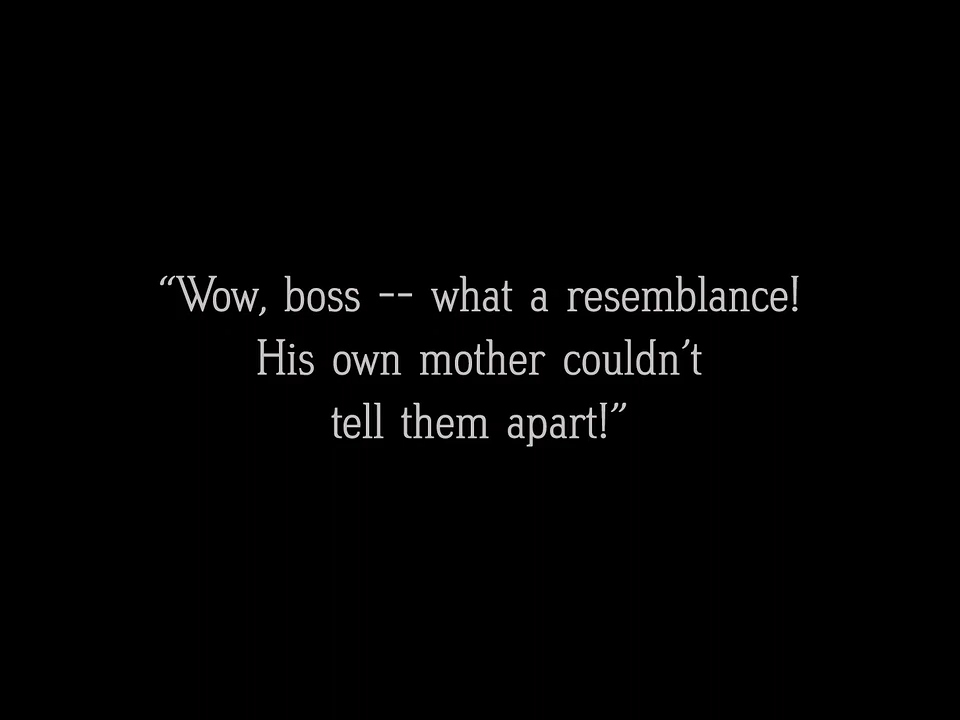 “Wow, boss -- what a resemblance!
His own mother couldn’t
tell them apart!”